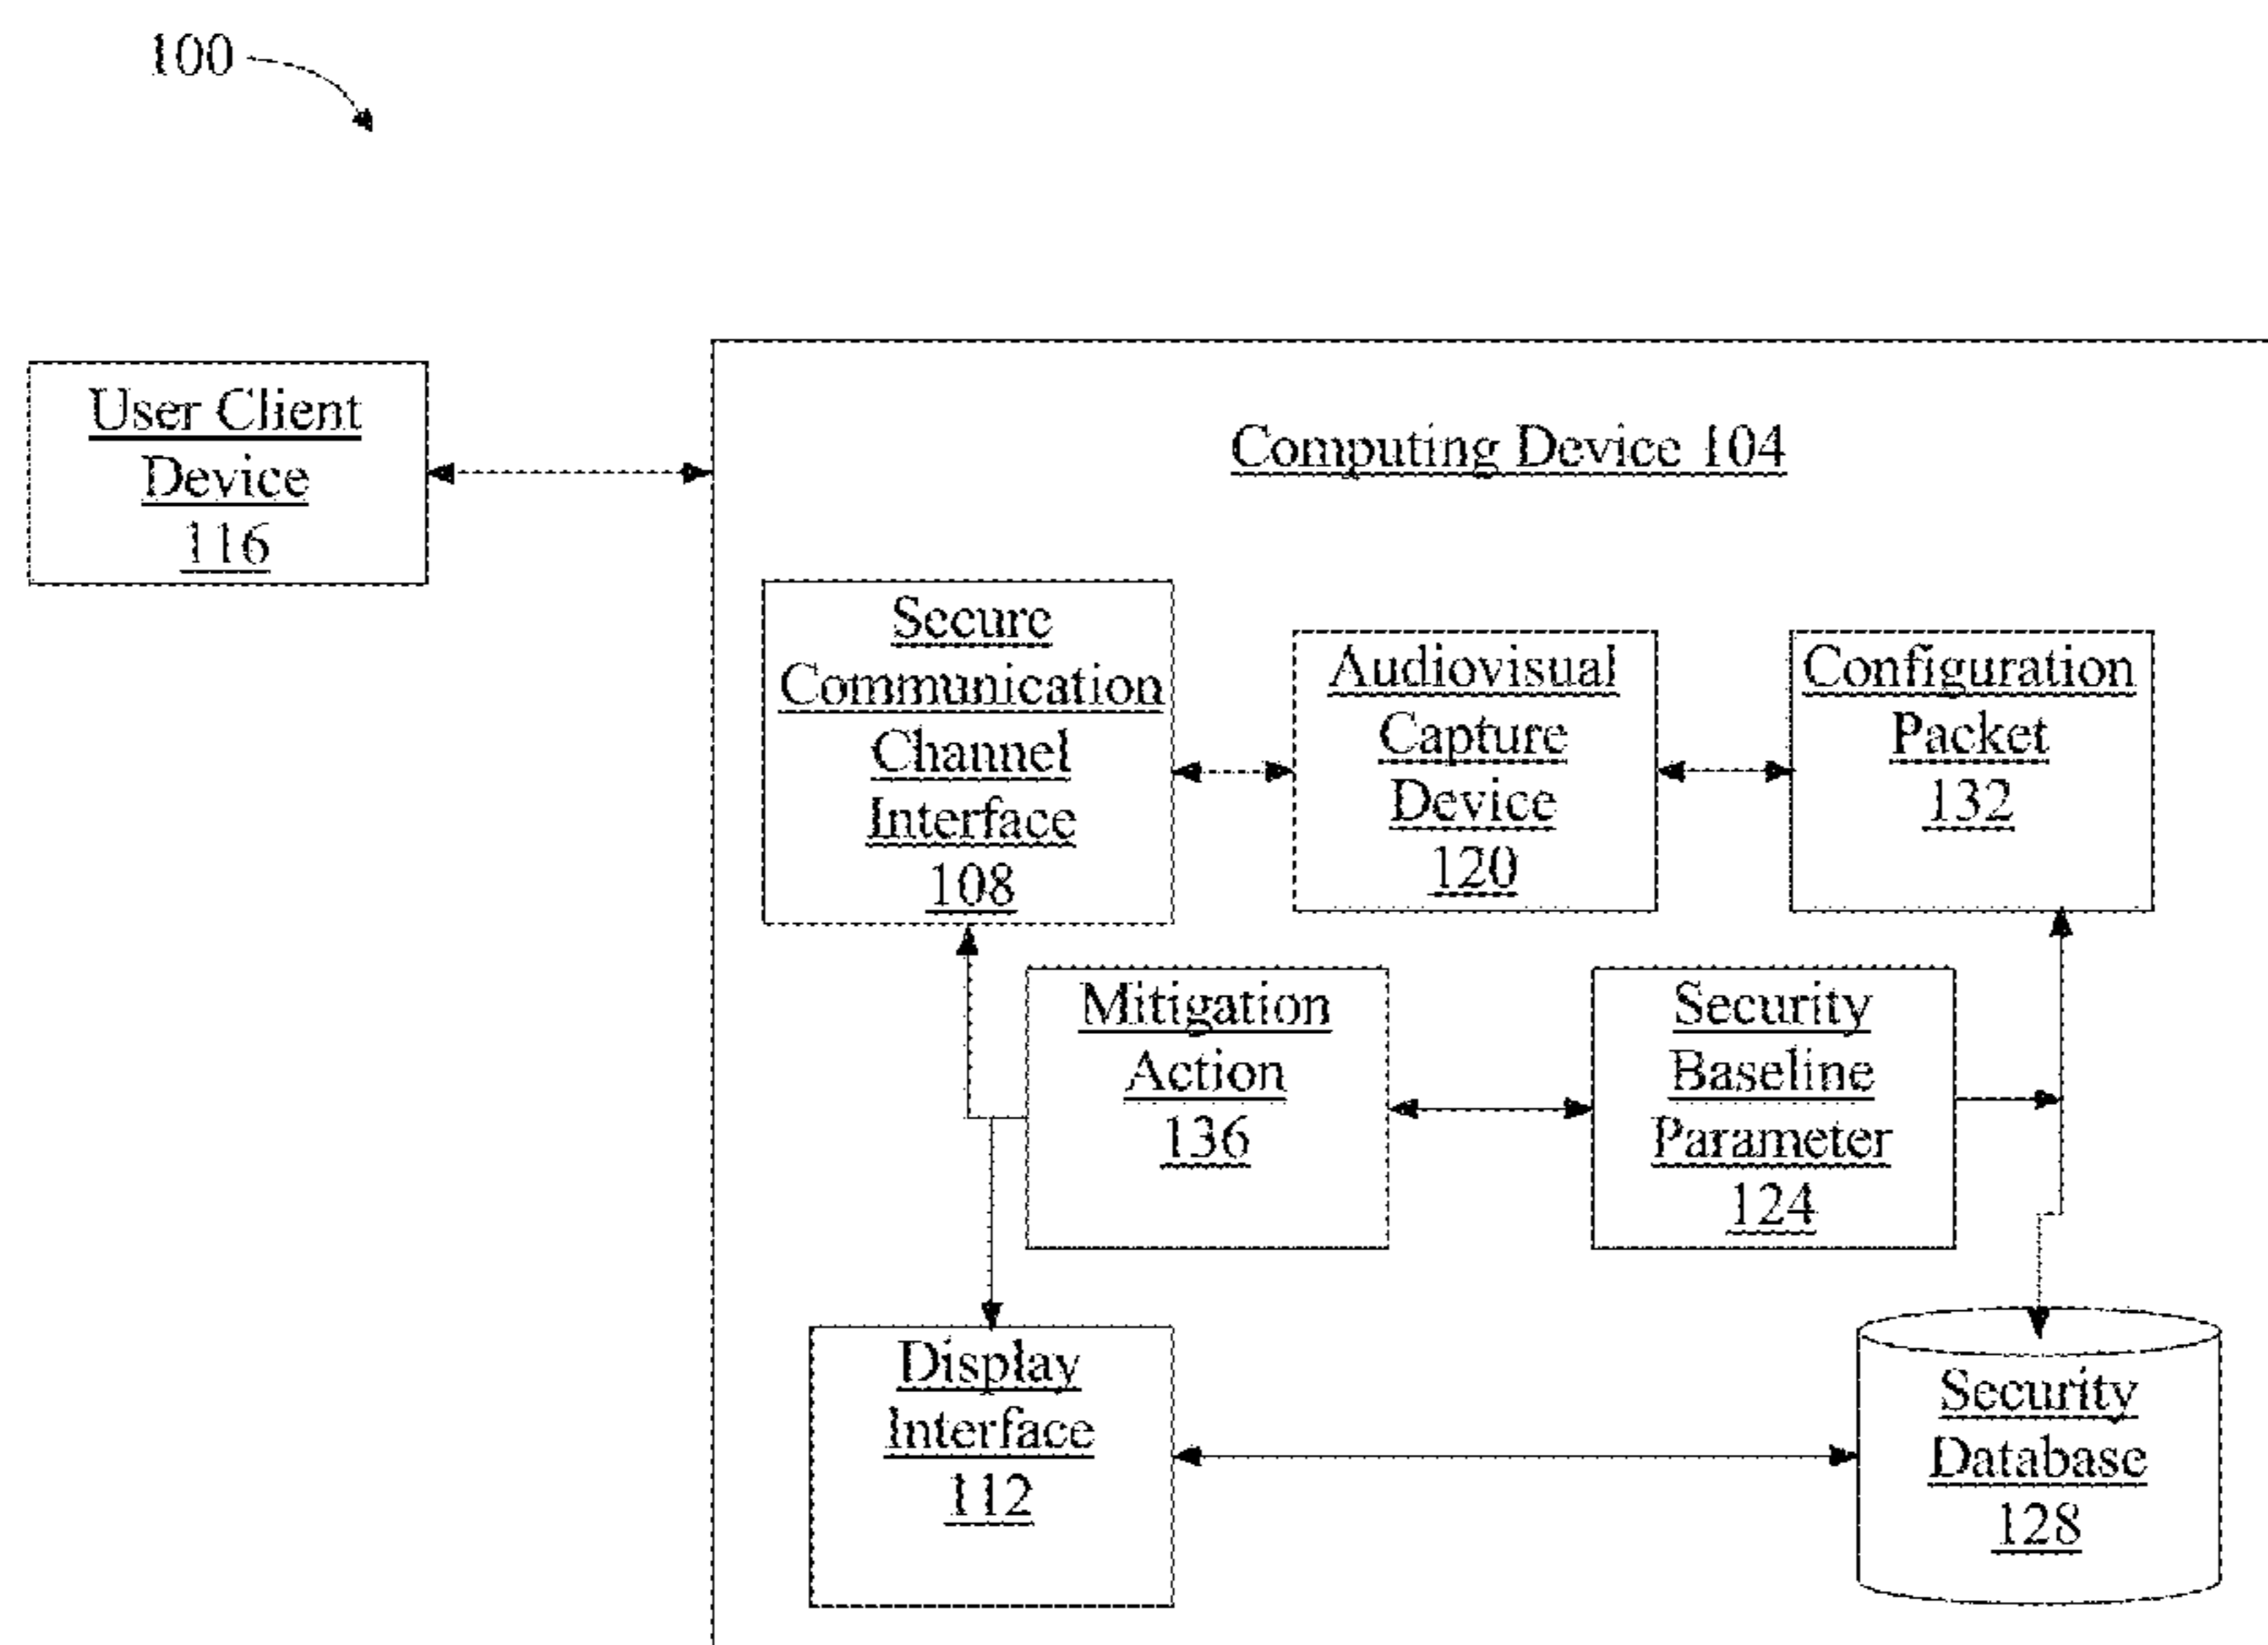 100
User Client
Device
116
Computing Device 104
Secure
Communication
Channel
Interface
108
Audiovisual
Capture
Device
120
Configuration
Packet
132
Mitigation
Action
136
Security
Baseline
Parameter
124
Display
Interface
112
Security
Database
128